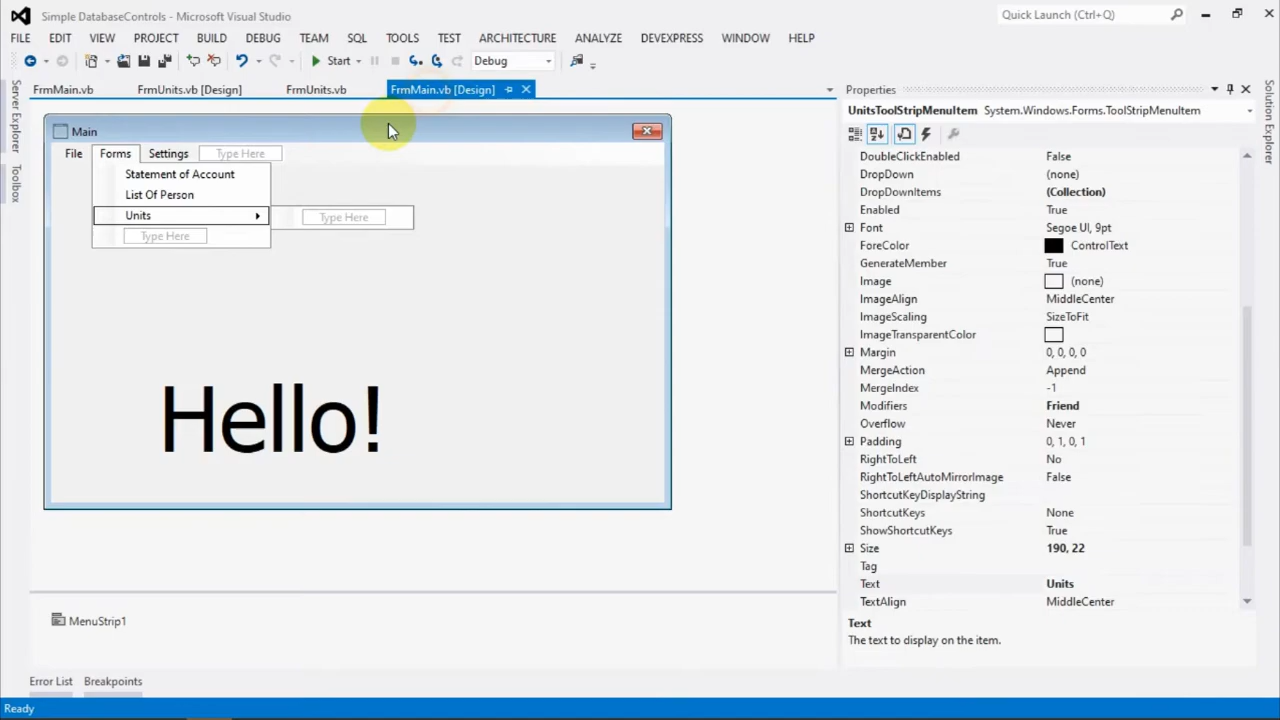 Simple DatabaseControls - Microsoft Visual Studio
Quick Launch (Ctrl+Q)
FILE EDIT VIEW PROJECT BUILD DEBUG TEAM SQL TOOLS TEST ARCHITECTURE ANALYZE DEVEXPRESS WINDOW HELP
Start Debug
FrmMain.vb FrmUnits.vb [Design] FrmUnits.vb FrmMain.vb [Design]
Server Explorer
Toolbox
Main
File Forms Settings Type Here
Statement of Account
List Of Person
Units Type Here
Type Here
Hello!
MenuStrip1
Properties
UnitsToolStripMenuItem System.Windows.Forms.ToolStripMenuItem
DoubleClickEnabled False
DropDown (none)
DropDownItems (Collection)
Enabled True
Font Segoe UI, 9pt
ForeColor ControlText
GenerateMember True
Image (none)
ImageAlign MiddleCenter
ImageScaling SizeToFit
ImageTransparentColor
Margin 0, 0, 0, 0
MergeAction Append
MergeIndex -1
Modifiers Friend
Overflow Never
Padding 0, 1, 0, 1
RightToLeft No
RightToLeftAutoMirrorImage False
ShortcutKeyDisplayString
ShortcutKeys None
ShowShortcutKeys True
Size 190, 22
Tag
Text Units
TextAlign MiddleCenter
Text
The text to display on the item.
Solution Explorer
Error List Breakpoints
Ready